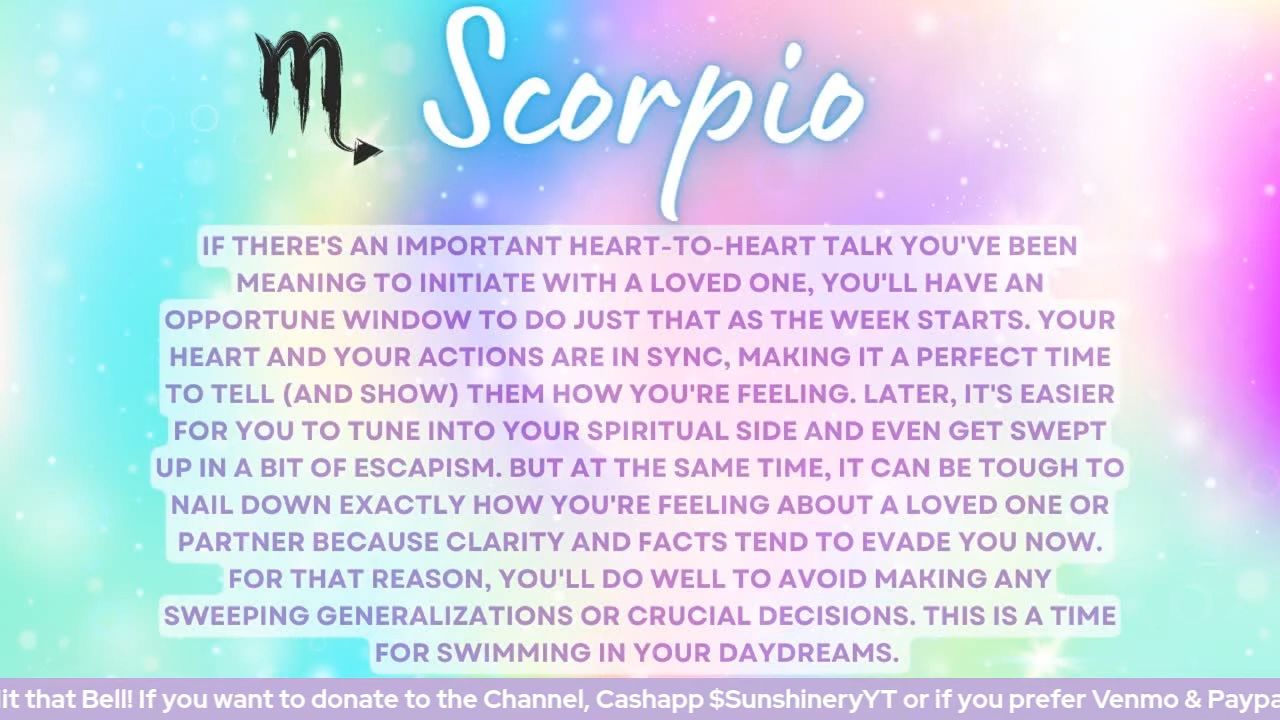 Scorpio
IF THERE'S AN IMPORTANT HEART-TO-HEART TALK YOU'VE BEEN
MEANING TO INITIATE WITH A LOVED ONE, YOU'LL HAVE AN
OPPORTUNE WINDOW TO DO JUST THAT AS THE WEEK STARTS. YOUR
HEART AND YOUR ACTIONS ARE IN SYNC, MAKING IT A PERFECT TIME
TO TELL (AND SHOW) THEM HOW YOU'RE FEELING. LATER, IT'S EASIER
FOR YOU TO TUNE INTO YOUR SPIRITUAL SIDE AND EVEN GET SWEPT
UP IN A BIT OF ESCAPISM. BUT AT THE SAME TIME, IT CAN BE TOUGH TO
NAIL DOWN EXACTLY HOW YOU'RE FEELING ABOUT A LOVED ONE OR
PARTNER BECAUSE CLARITY AND FACTS TEND TO EVADE YOU NOW.
FOR THAT REASON, YOU'LL DO WELL TO AVOID MAKING ANY
SWEEPING GENERALIZATIONS OR CRUCIAL DECISIONS. THIS IS A TIME
FOR SWIMMING IN YOUR DAYDREAMS.
that Bell! If you want to donate to the Channel, Cashapp $SunshineryYT or if you prefer Venmo &